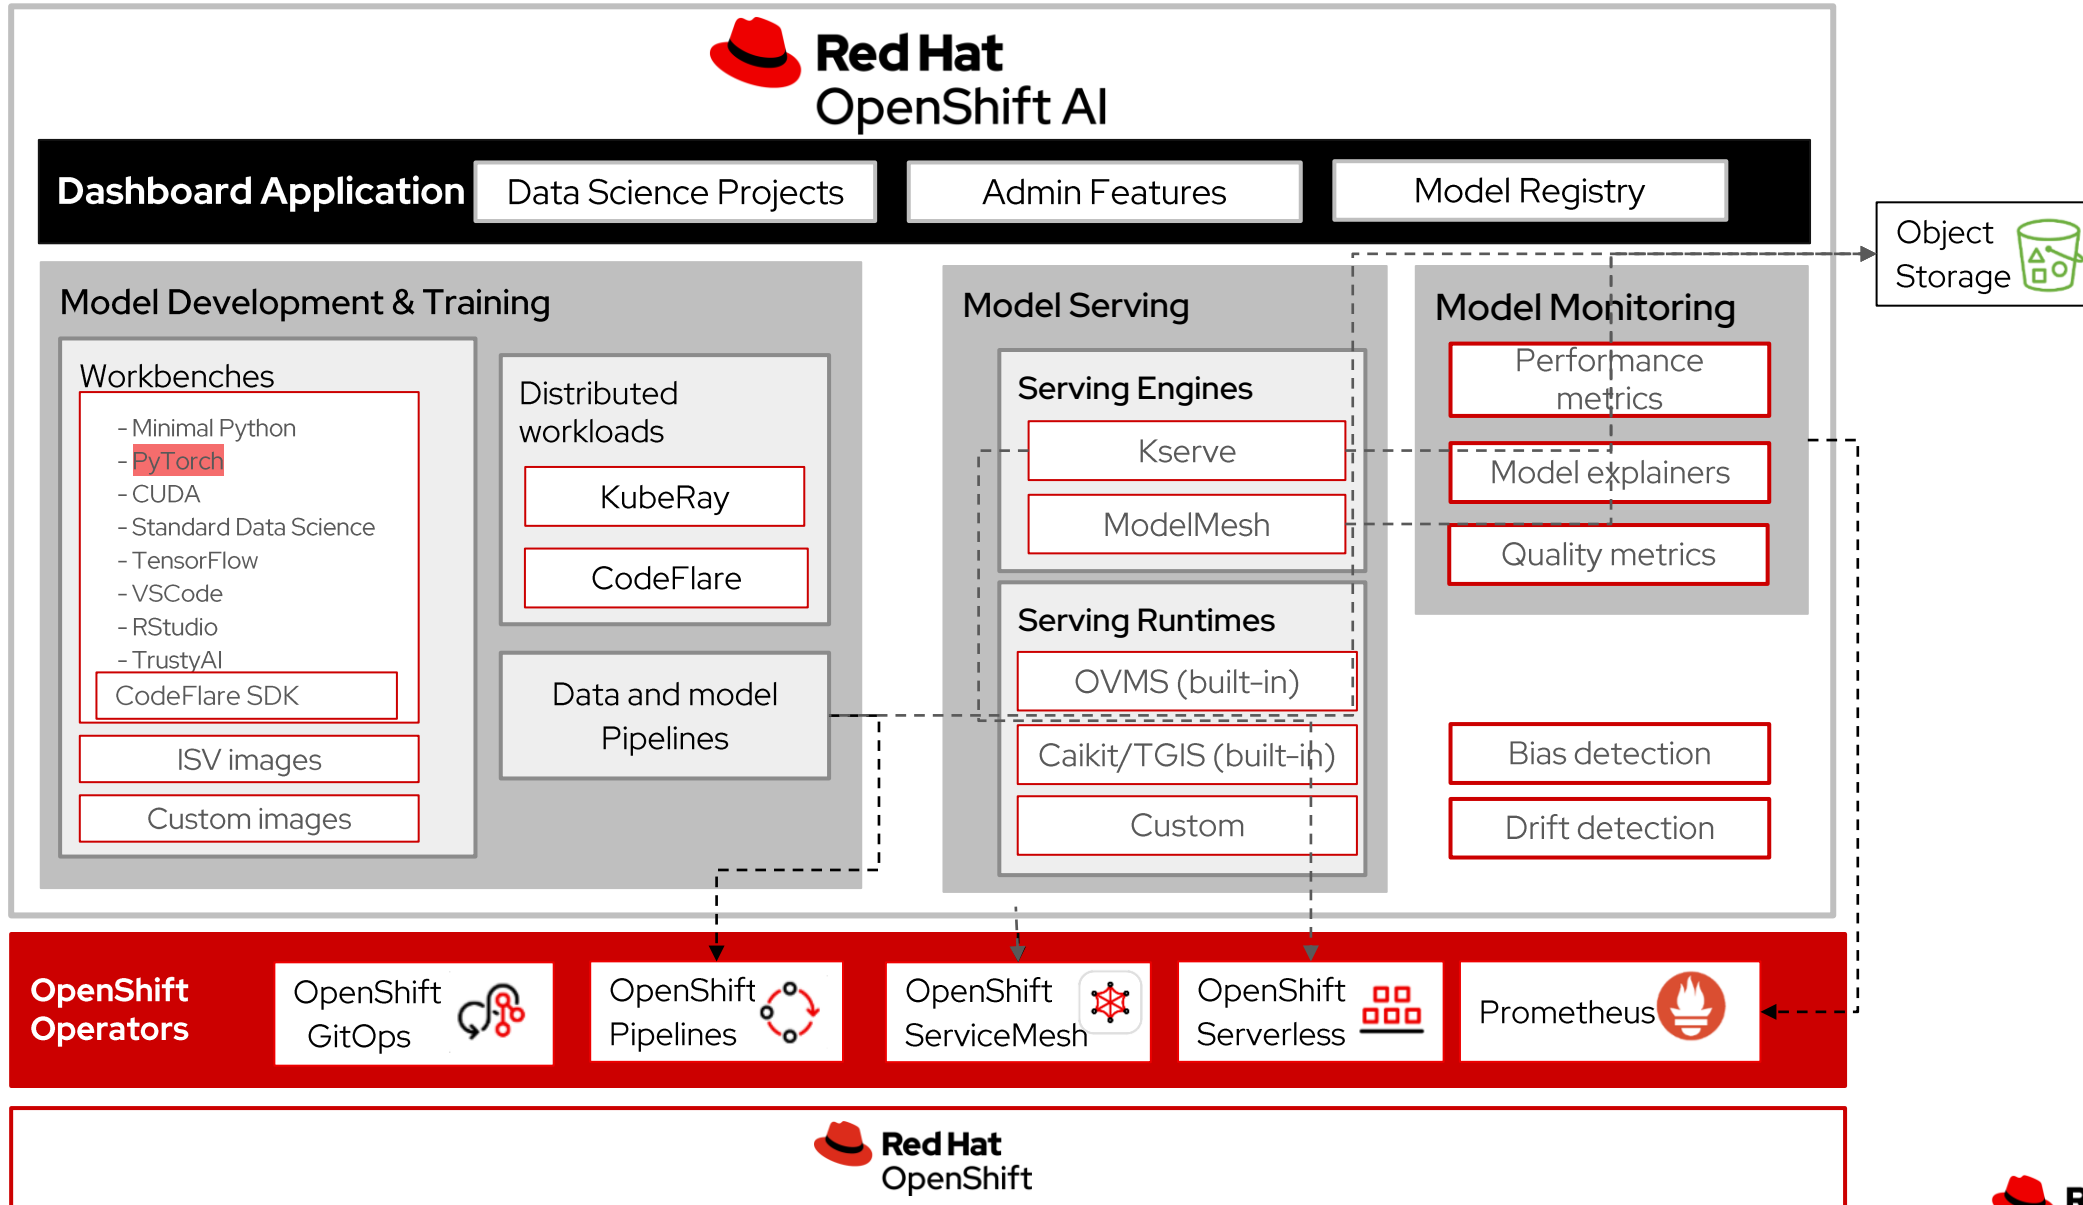 Red Hat
OpenShift AI
Dashboard Application
Data Science Projects
Admin Features
Model Registry
Object
Storage
Model Development & Training
Workbenches
- Minimal Python
- PyTorch
- CUDA
- Standard Data Science
- TensorFlow
- VSCode
- RStudio
- TrustyAI
CodeFlare SDK
ISV images
Custom images
Distributed
workloads
KubeRay
CodeFlare
Data and model
Pipelines
Model Serving
Serving Engines
Kserve
ModelMesh
Serving Runtimes
OVMS (built-in)
Caikit/TGIS (built-in)
Custom
Model Monitoring
Performance
metrics
Model explainers
Quality metrics
Bias detection
Drift detection
OpenShift
Operators
OpenShift
GitOps
OpenShift
Pipelines
OpenShift
ServiceMesh
OpenShift
Serverless
Prometheus
Red Hat
OpenShift